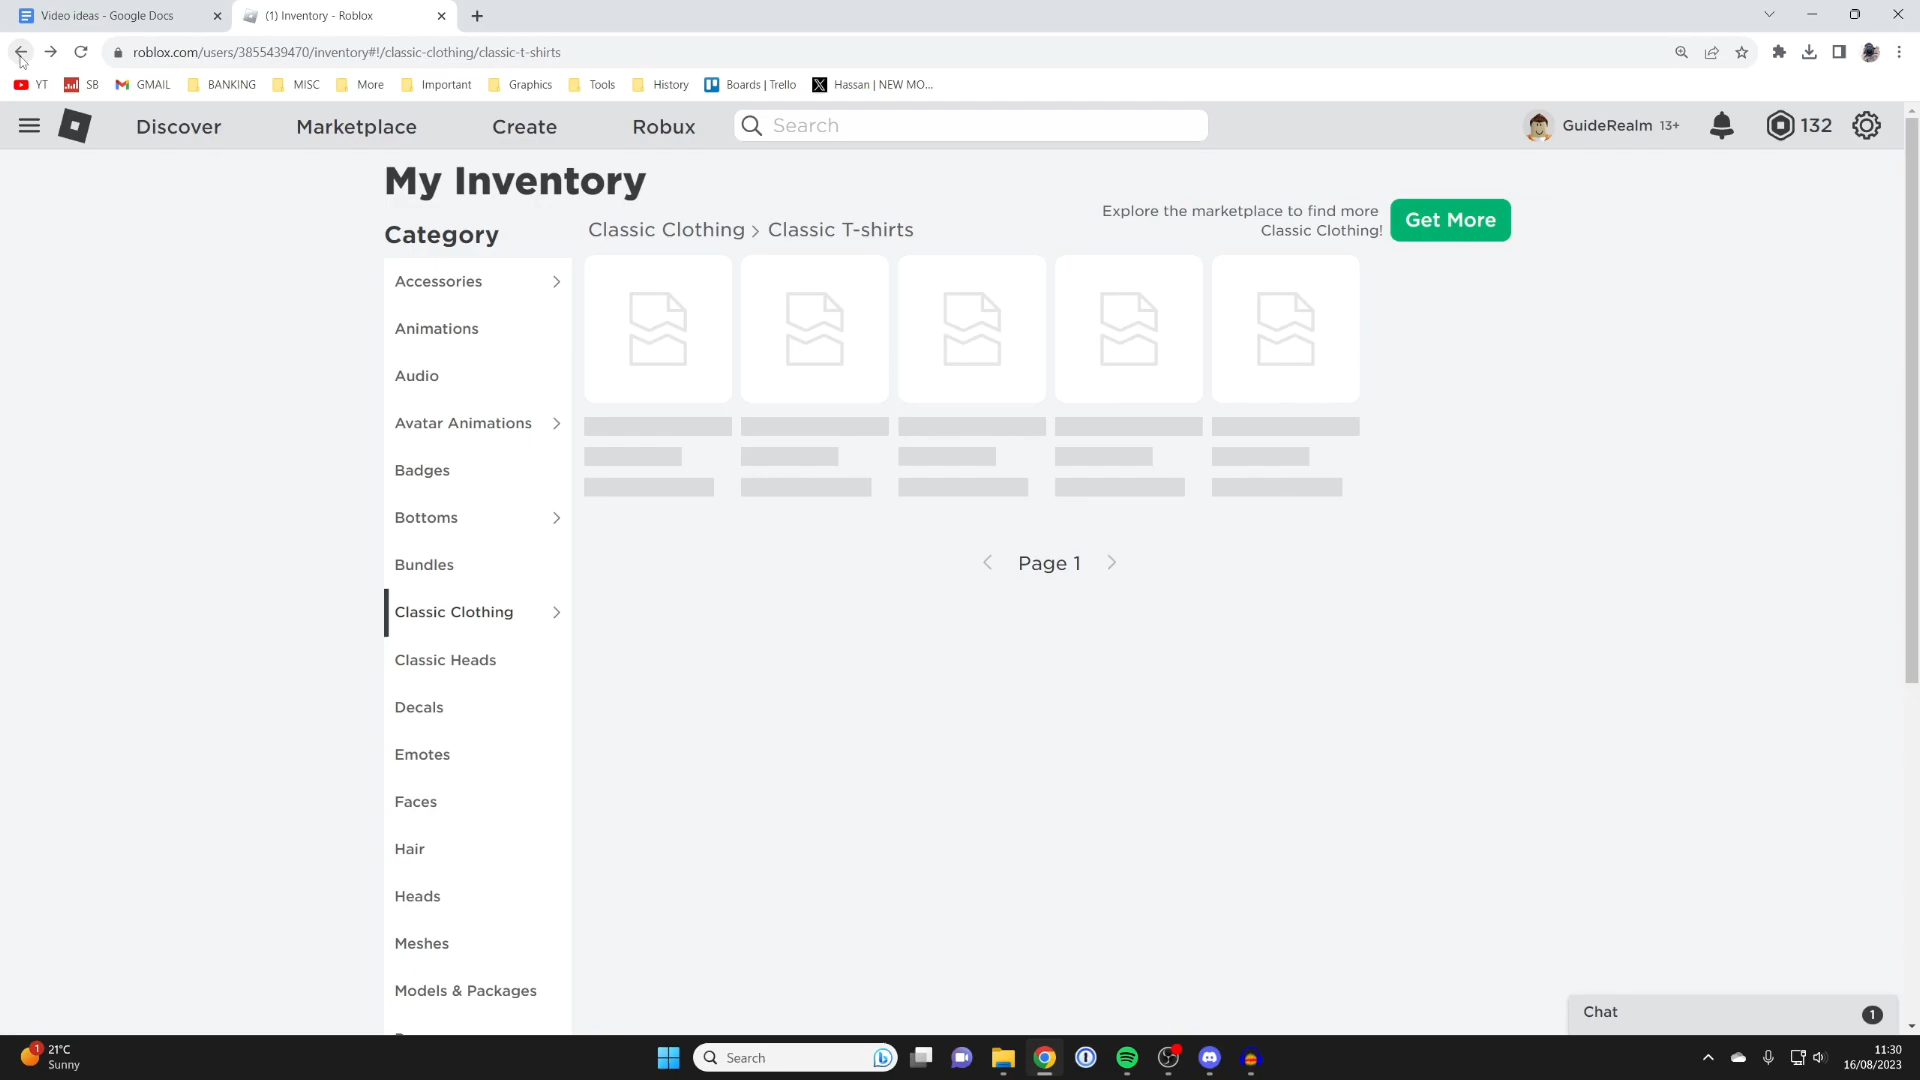 Video ideas - Google Docs
(1) Inventory - Roblox
roblox.com/users/3855439470/inventory#!/classic-clothing/classic-t-shirts
YT SB GMAIL BANKING MISC More Important Graphics Tools History Boards | Trello Hassan | NEW MO...
Discover Marketplace Create Robux Search GuideRealm 13+ 132
My Inventory
Category
Classic Clothing > Classic T-shirts
Explore the marketplace to find more
Classic Clothing!
Get More
Accessories
Animations
Audio
Avatar Animations
Badges
Bottoms
Bundles
Classic Clothing
Classic Heads
Decals
Emotes
Faces
Hair
Heads
Meshes
Models & Packages
Page 1
Chat 1
1
21°C
Sunny
Search
11:30
16/08/2023